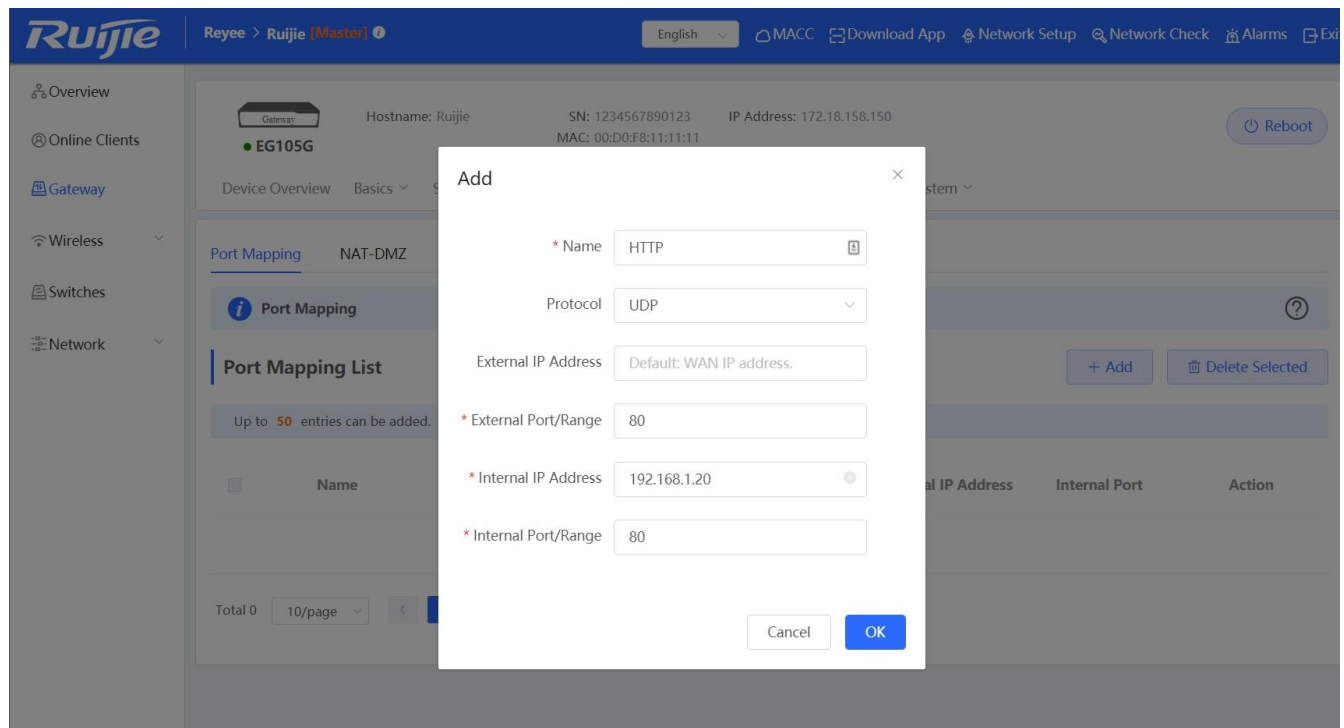 Ruijie
Reyee > Ruijie [Master]
English
MACC
Download App
Network Setup
Network Check
Alarms
Exi
Overview
Online Clients
Gateway
Wireless
Switches
Network
Gateway
EG105G
Hostname: Ruijie
SN: 1234567890123
IP Address: 172.18.158.150
MAC: 00:D0:F8:11:11:11
Reboot
Device Overview
Basics
S
stem
Port Mapping
NAT-DMZ
Port Mapping
Port Mapping List
+ Add
Delete Selected
Up to 50 entries can be added.
Name
al IP Address
Internal Port
Action
Total 0
10/page
Add
* Name
HTTP
Protocol
UDP
External IP Address
Default: WAN IP address.
* External Port/Range
80
* Internal IP Address
192.168.1.20
* Internal Port/Range
80
Cancel
OK